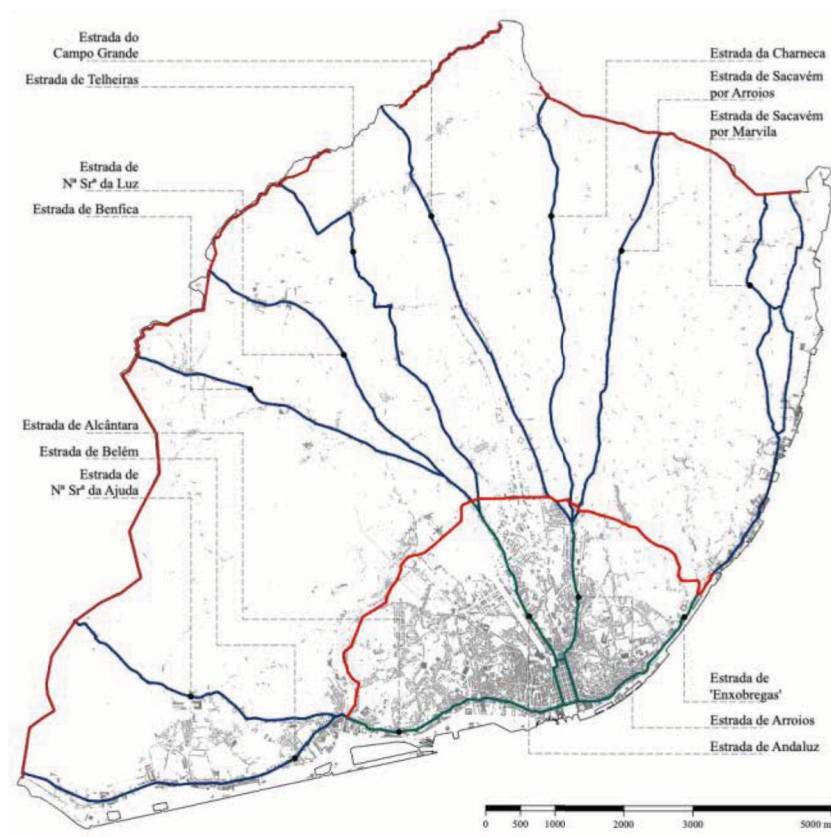 Estrada do
Campo Grande
Estrada de Telheiras
Estrada de
Nª Srª da Luz
Estrada de Benfica
Estrada de Alcântara
Estrada de Belém
Estrada de
Nª Srª da Ajuda
Estrada da Charneca
Estrada de Sacavém
por Arroios
Estrada de Sacavém
por Marvila
Estrada de
'Enxobregas'
Estrada de Arroios
Estrada de Andaluz
0 500 1000 2000 3000 5000 m